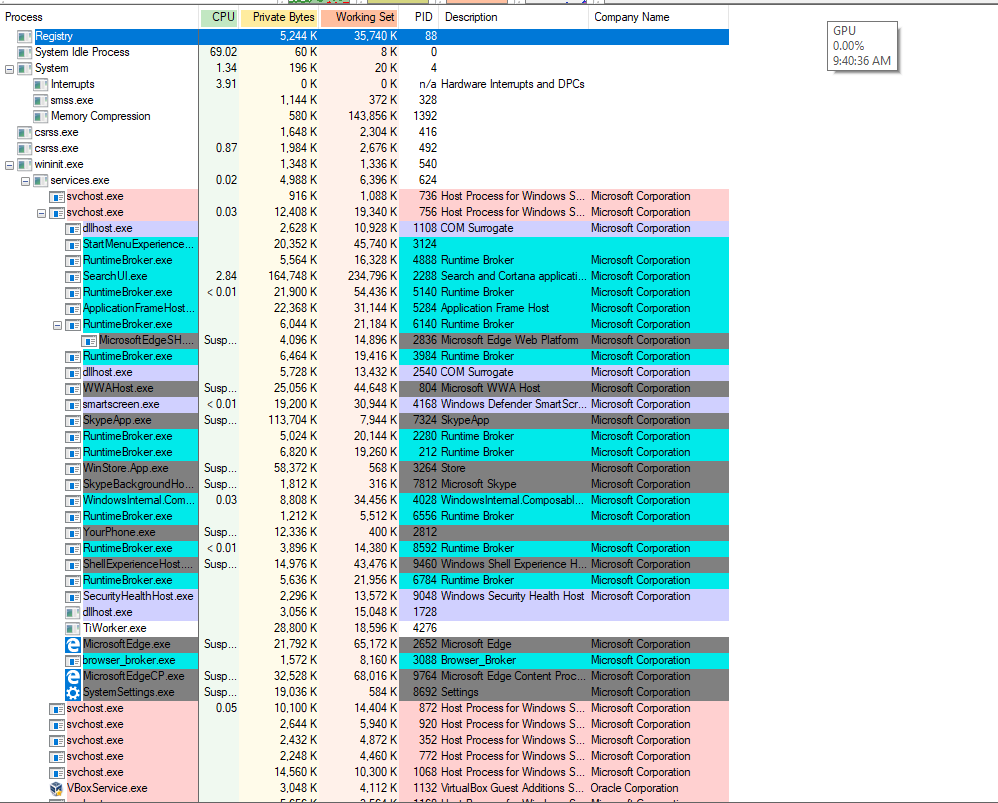 Process CPU Private Bytes Working Set PID Description Company Name
Registry 5,244 K 35,740 K 88
System Idle Process 69.02 60 K 8 K 0
System 1.34 196 K 20 K 4
Interrupts 3.91 0 K 0 K n/a Hardware Interrupts and DPCs
smss.exe 1,144 K 372 K 328
Memory Compression 580 K 143,856 K 1392
csrss.exe 1,648 K 2,304 K 416
csrss.exe 0.87 1,984 K 2,676 K 492
wininit.exe 1,348 K 1,336 K 540
services.exe 0.02 4,988 K 6,396 K 624
svchost.exe 916 K 1,088 K 736 Host Process for Windows S... Microsoft Corporation
svchost.exe 0.03 12,408 K 19,340 K 756 Host Process for Windows S... Microsoft Corporation
dllhost.exe 2,628 K 10,928 K 1108 COM Surrogate Microsoft Corporation
StartMenuExperience... 20,352 K 45,740 K 3124
RuntimeBroker.exe 5,564 K 16,328 K 4888 Runtime Broker Microsoft Corporation
SearchUI.exe 2.84 164,748 K 234,796 K 2288 Search and Cortana applicati... Microsoft Corporation
RuntimeBroker.exe < 0.01 21,900 K 54,436 K 5140 Runtime Broker Microsoft Corporation
ApplicationFrameHost... 22,368 K 31,144 K 5284 Application Frame Host Microsoft Corporation
RuntimeBroker.exe 6,044 K 21,184 K 6140 Runtime Broker Microsoft Corporation
MicrosoftEdgeSH.... Susp... 4,096 K 14,896 K 2836 Microsoft Edge Web Platform Microsoft Corporation
RuntimeBroker.exe 6,464 K 19,416 K 3984 Runtime Broker Microsoft Corporation
dllhost.exe 5,728 K 13,432 K 2540 COM Surrogate Microsoft Corporation
WWAHost.exe Susp... 25,056 K 44,648 K 804 Microsoft WWA Host Microsoft Corporation
smartscreen.exe < 0.01 19,200 K 30,944 K 4168 Windows Defender SmartScr... Microsoft Corporation
SkypeApp.exe Susp... 113,704 K 7,944 K 7324 SkypeApp Microsoft Corporation
RuntimeBroker.exe 5,024 K 20,144 K 2280 Runtime Broker Microsoft Corporation
RuntimeBroker.exe 6,820 K 19,260 K 212 Runtime Broker Microsoft Corporation
WinStore.App.exe Susp... 58,372 K 568 K 3264 Store Microsoft Corporation
SkypeBackgroundHo... Susp... 1,812 K 316 K 7812 Microsoft Skype Microsoft Corporation
WindowsInternal.Com... 0.03 8,808 K 34,456 K 4028 WindowsInternal.Composabl... Microsoft Corporation
RuntimeBroker.exe 1,212 K 5,512 K 6556 Runtime Broker Microsoft Corporation
YourPhone.exe Susp... 12,336 K 400 K 2812
RuntimeBroker.exe < 0.01 3,896 K 14,380 K 8592 Runtime Broker Microsoft Corporation
ShellExperienceHost.... Susp... 14,976 K 43,476 K 9460 Windows Shell Experience H... Microsoft Corporation
RuntimeBroker.exe 5,636 K 21,956 K 6784 Runtime Broker Microsoft Corporation
SecurityHealthHost.exe 2,296 K 13,572 K 9048 Windows Security Health Host Microsoft Corporation
dllhost.exe 3,056 K 15,048 K 1728
TiWorker.exe 28,800 K 18,596 K 4276
MicrosoftEdge.exe Susp... 21,792 K 65,172 K 2652 Microsoft Edge Microsoft Corporation
browser_broker.exe 1,572 K 8,160 K 3088 Browser_Broker Microsoft Corporation
MicrosoftEdgeCP.exe Susp... 32,528 K 68,016 K 9764 Microsoft Edge Content Proc... Microsoft Corporation
SystemSettings.exe Susp... 19,036 K 584 K 8692 Settings Microsoft Corporation
svchost.exe 0.05 10,100 K 14,404 K 872 Host Process for Windows S... Microsoft Corporation
svchost.exe 2,644 K 5,940 K 920 Host Process for Windows S... Microsoft Corporation
svchost.exe 2,432 K 4,872 K 352 Host Process for Windows S... Microsoft Corporation
svchost.exe 2,248 K 4,460 K 772 Host Process for Windows S... Microsoft Corporation
svchost.exe 14,560 K 10,300 K 1068 Host Process for Windows S... Microsoft Corporation
VBoxService.exe 3,048 K 4,112 K 1132 VirtualBox Guest Additions S... Oracle Corporation
GPU
0.00%
9:40:36 AM